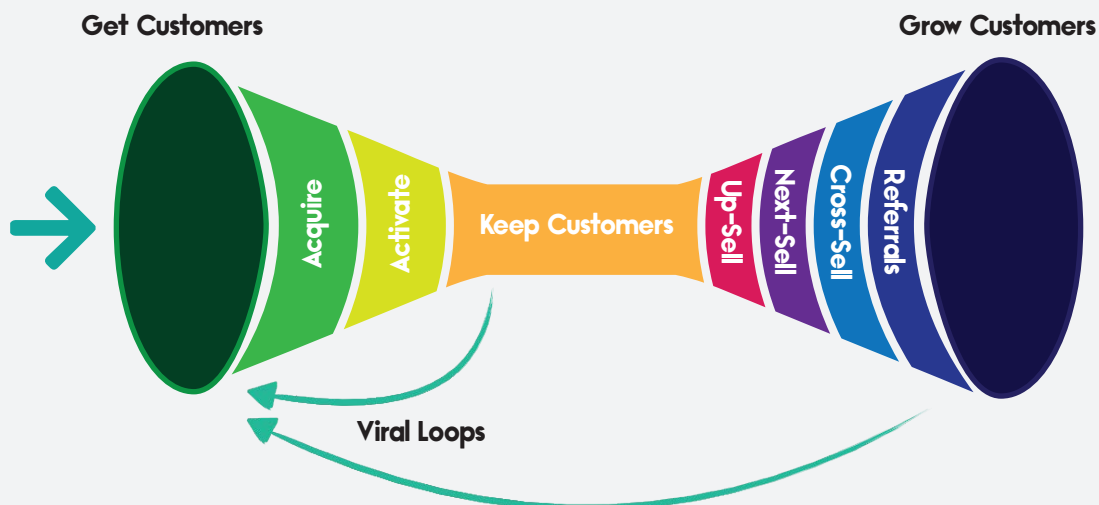 Get Customers
Grow Customers
Acquire
Activate
Keep Customers
Up-Sell
Next-Sell
Cross-Sell
Referrals
Viral Loops